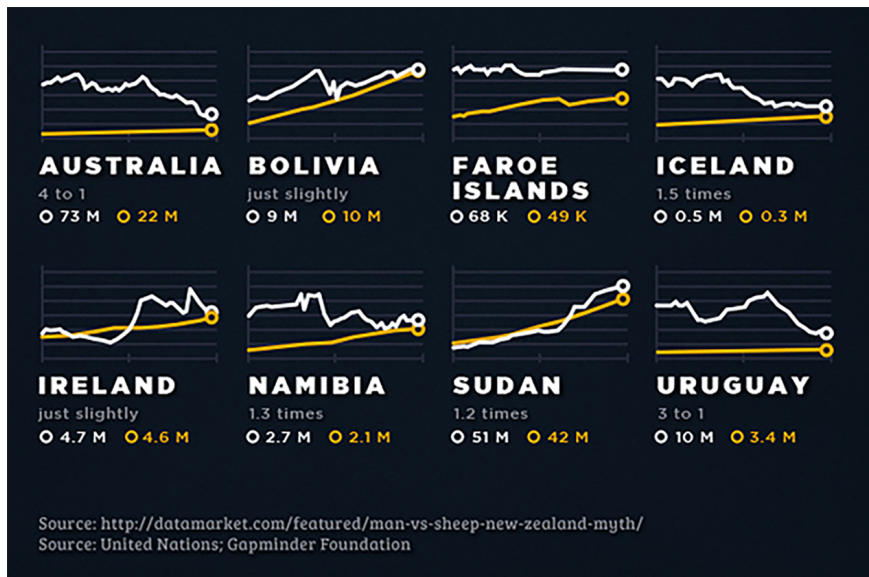 AUSTRALIA
4 to 1
73 M 22 M
BOLIVIA
just slightly
9 M 10 M
FAROE
ISLANDS
68 K 49 K
ICELAND
1.5 times
0.5 M 0.3 M
IRELAND
just slightly
4.7 M 4.6 M
NAMIBIA
1.3 times
2.7 M 2.1 M
SUDAN
1.2 times
51 M 42 M
URUGUAY
3 to 1
10 M 3.4 M
Source: http://datamarket.com/featured/man-vs-sheep-new-zealand-myth/
Source: United Nations; Gapminder Foundation